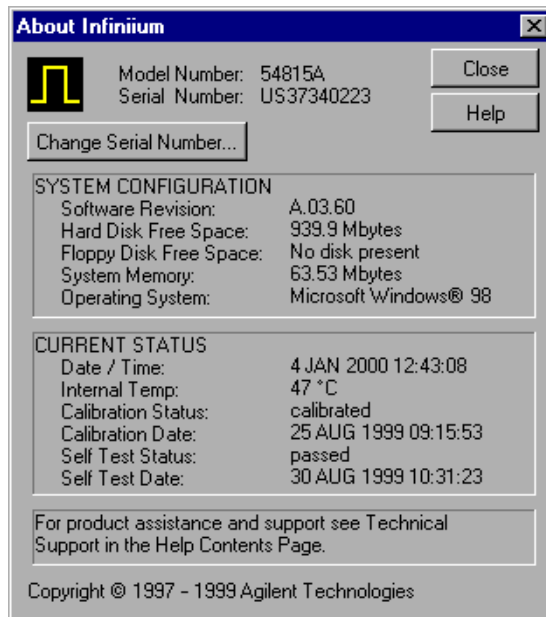 About Infiniium
Model Number: 54815A
Serial Number: US37340223
Close
Help
Change Serial Number...
SYSTEM CONFIGURATION
Software Revision: A.03.60
Hard Disk Free Space: 939.9 Mbytes
Floppy Disk Free Space: No disk present
System Memory: 63.53 Mbytes
Operating System: Microsoft Windows® 98
CURRENT STATUS
Date / Time: 4 JAN 2000 12:43:08
Internal Temp: 47 °C
Calibration Status: calibrated
Calibration Date: 25 AUG 1999 09:15:53
Self Test Status: passed
Self Test Date: 30 AUG 1999 10:31:23
For product assistance and support see Technical
Support in the Help Contents Page.
Copyright © 1997 - 1999 Agilent Technologies